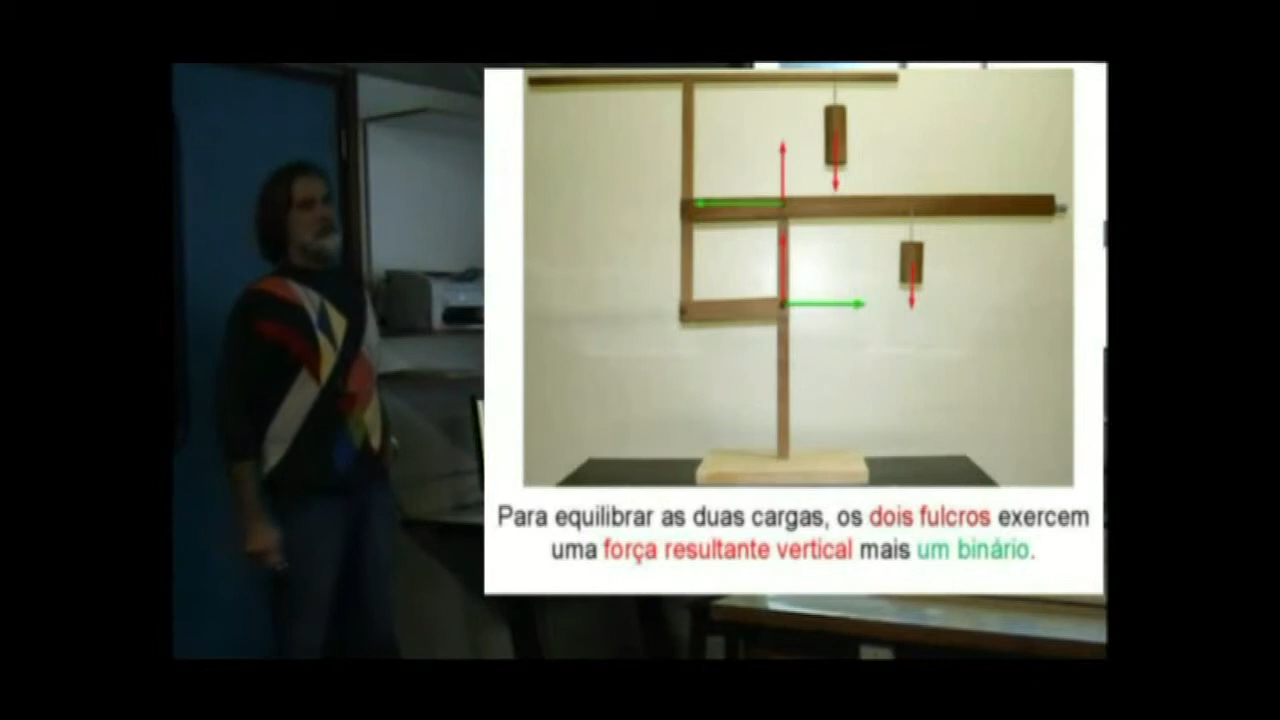 Para equilibrar as duas cargas, os dois fulcros exercem
uma força resultante vertical mais um binário.